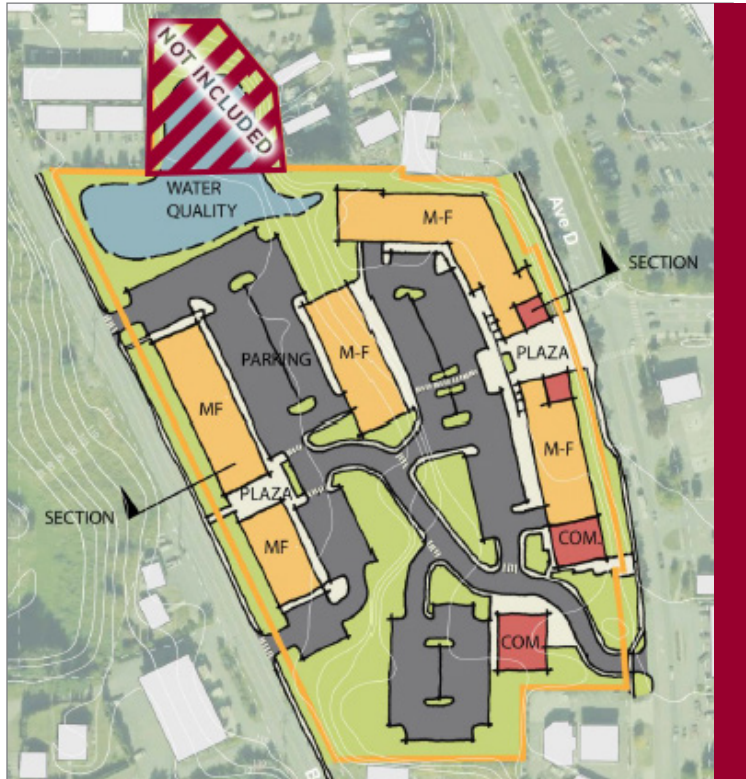 NOT INCLUDED
WATER
QUALITY
M-F
Ave D
SECTION
PARKING
M-F
PLAZA
MF
M-F
PLAZA
SECTION
MF
COM.
COM.